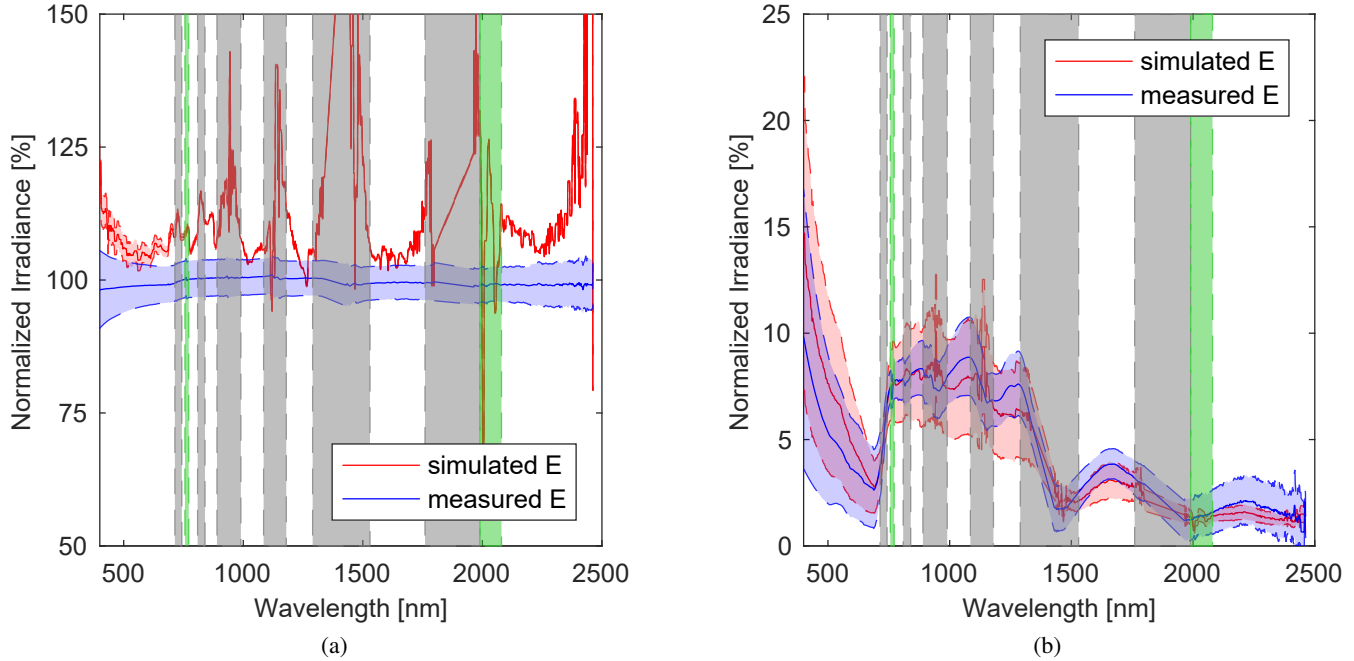 150
125
100
75
50
Normalized Irradiance [%]
simulated E
measured E
500
1000
1500
2000
2500
Wavelength [nm]
(a)
25
20
15
10
5
0
Normalized Irradiance [%]
simulated E
measured E
500
1000
1500
2000
2500
Wavelength [nm]
(b)